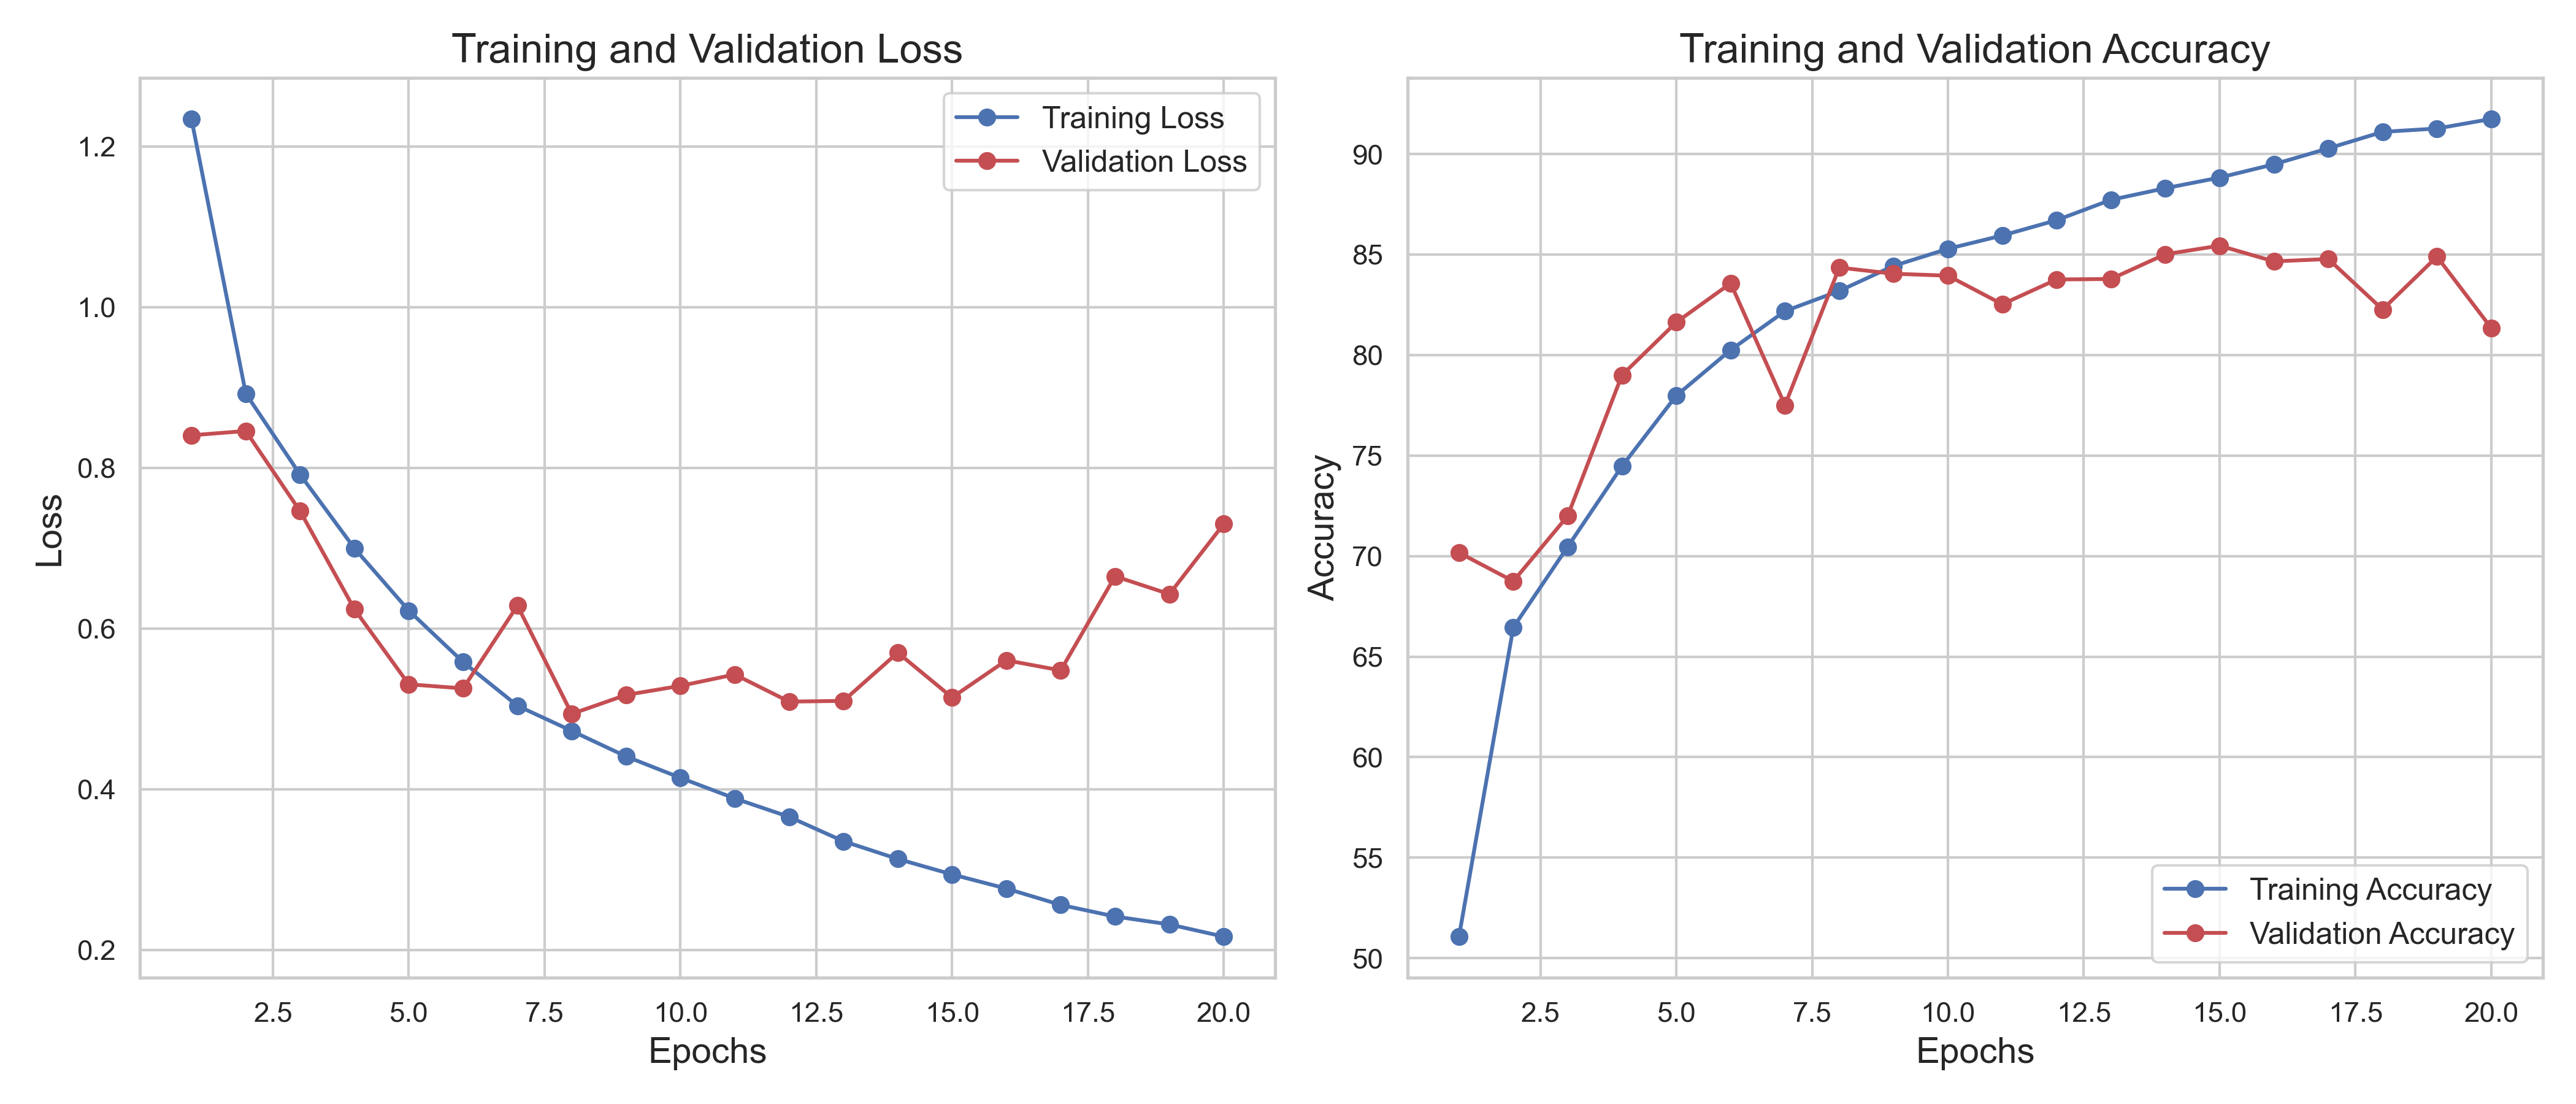 Training and Validation Loss
Training Loss
Validation Loss
1.2
1.0
0.8
0.6
0.4
0.2
Loss
2.5 5.0 7.5 10.0 12.5 15.0 17.5 20.0
Epochs
Training and Validation Accuracy
90
85
80
75
70
65
60
55
50
Accuracy
Training Accuracy
Validation Accuracy
2.5 5.0 7.5 10.0 12.5 15.0 17.5 20.0
Epochs